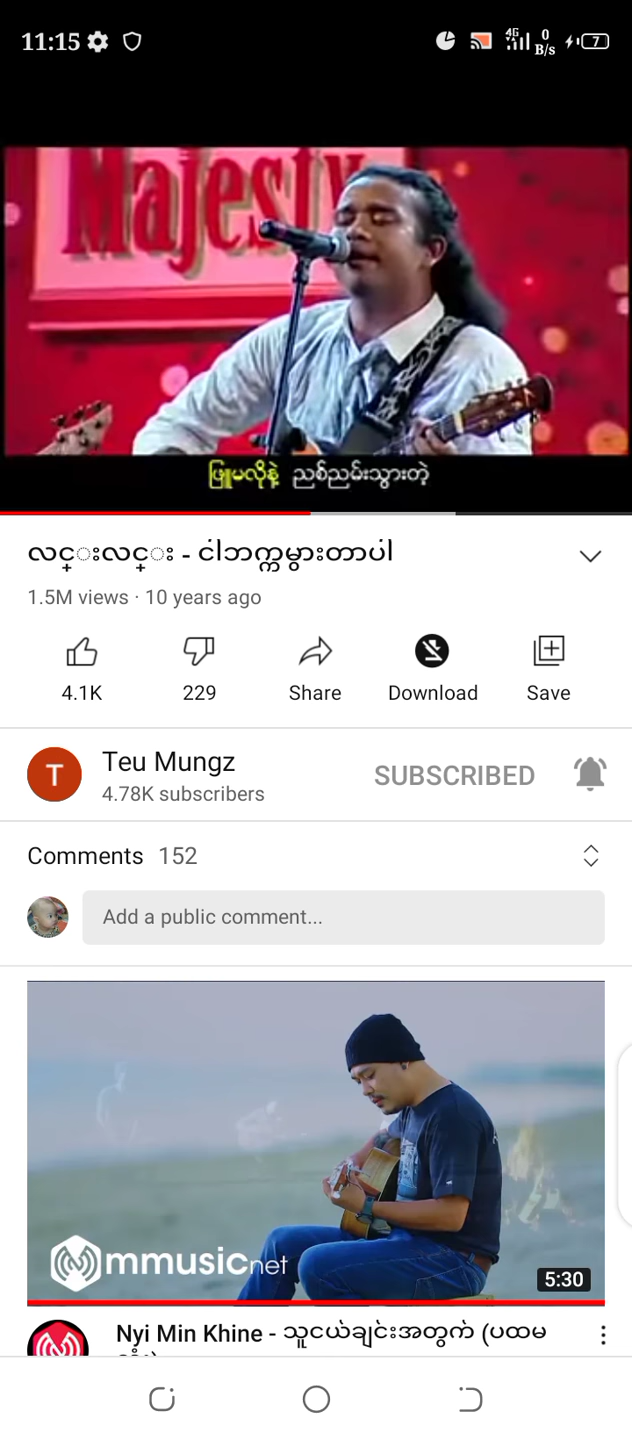 11:15
4G
0
B/s
7
Majesty
ဖြူမလိုနဲ့ ညစ်ညမ်းသွားတဲ့
လင္းလင္း - ငါဘက္ကမွားတာပါ
1.5M views · 10 years ago
4.1K
229
Share
Download
Save
T
Teu Mungz
4.78K subscribers
SUBSCRIBED
Comments 152
Add a public comment...
mmusicnet
5:30
Nyi Min Khine - သူငယ်ချင်းအတွက် (ပထမ